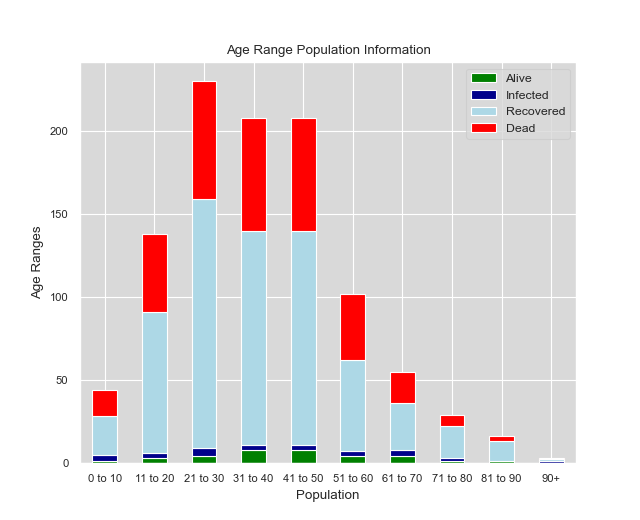 Age Range Population Information
Alive
Infected
Recovered
Dead
Age Ranges
200
150
100
50
0
0 to 10 11 to 20 21 to 30 31 to 40 41 to 50 51 to 60 61 to 70 71 to 80 81 to 90 90+
Population